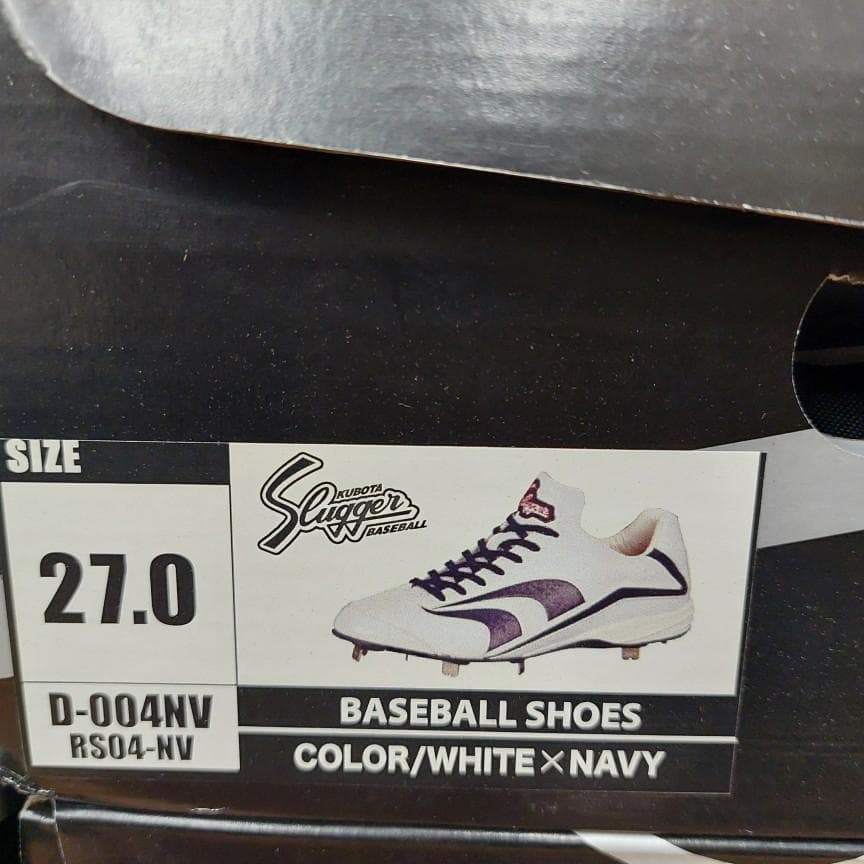 SIZE
27.0
D-004NV
RS04-NV
KUBOTA
Slugger
BASEBALL
BASEBALL SHOES
COLOR/WHITE×NAVY